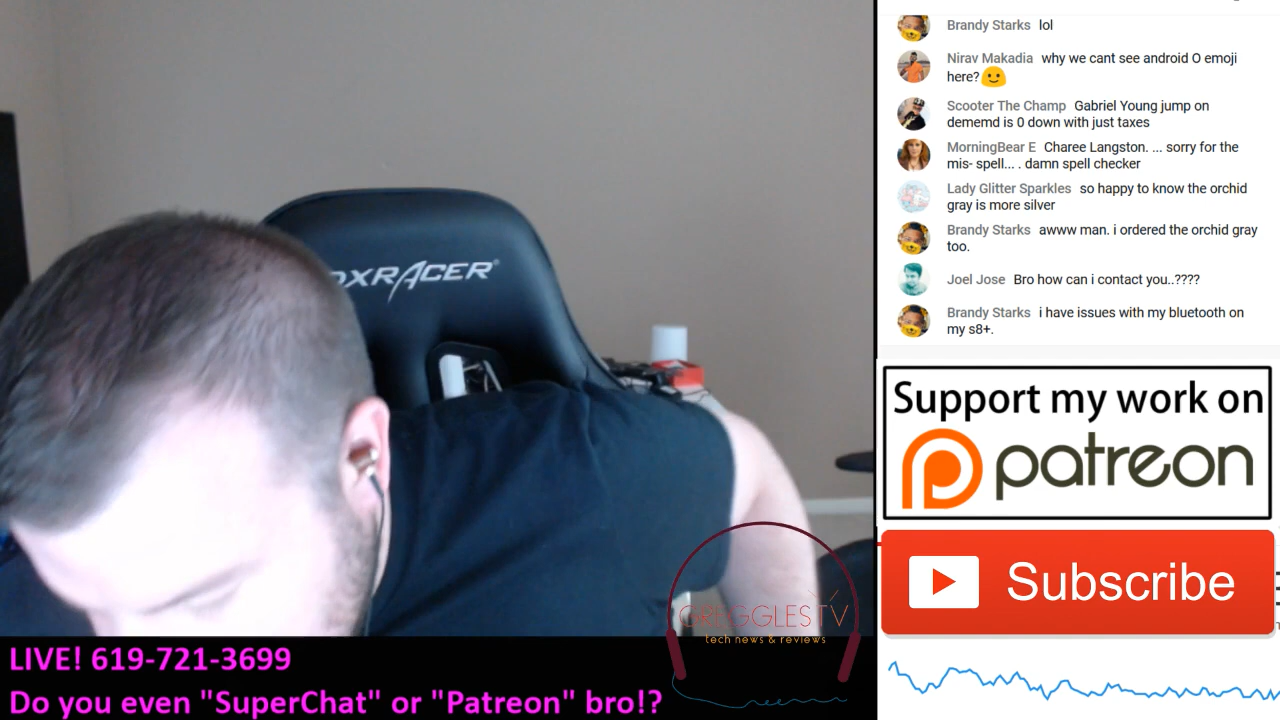 Brandy Starks lol
Nirav Makadia why we cant see android O emoji
here?
Scooter The Champ Gabriel Young jump on
dememd is 0 down with just taxes
MorningBear E Charee Langston. ... sorry for the
mis- spell... . damn spell checker
Lady Glitter Sparkles so happy to know the orchid
gray is more silver
Brandy Starks awww man. i ordered the orchid gray
too.
Joel Jose Bro how can i contact you..????
Brandy Starks i have issues with my bluetooth on
my s8+.
DXRACER®
Support my work on
patreon
Subscribe
GREGGLES TV
tech news & reviews
LIVE! 619-721-3699
Do you even "SuperChat" or "Patreon" bro!?